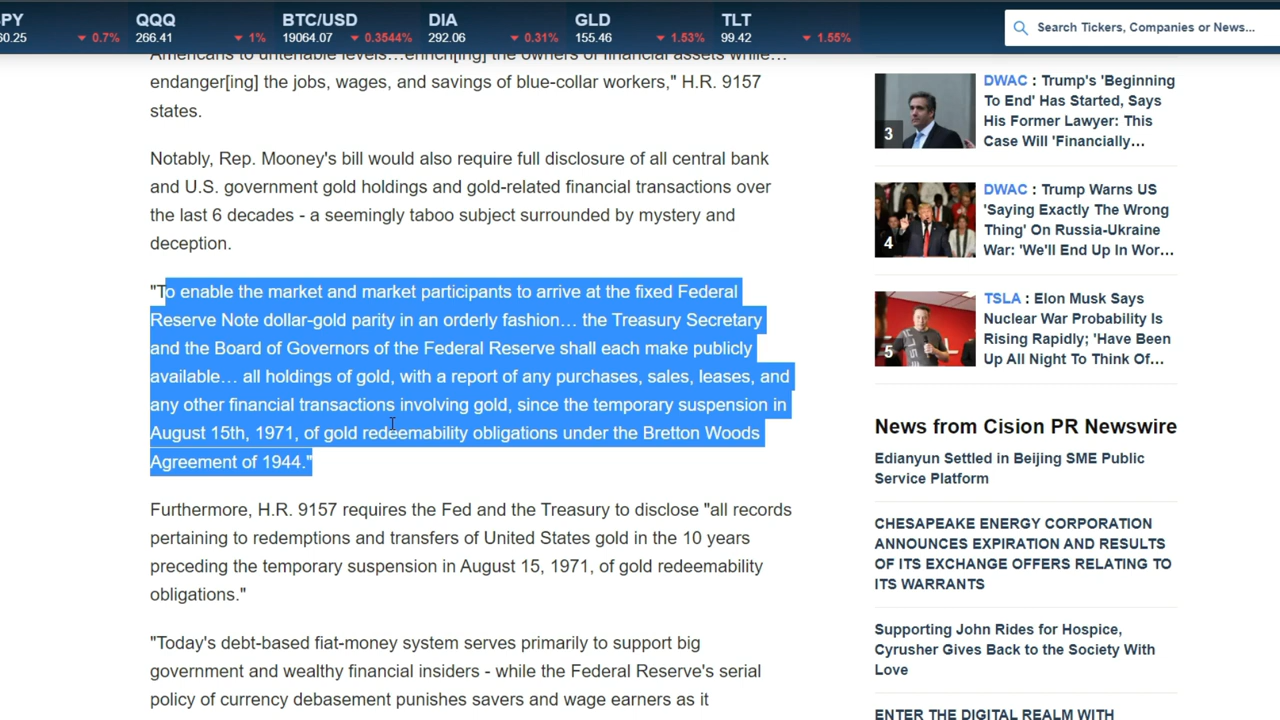 PY
QQQ
BTC/USD
DIA
GLD
TLT
60.25
0.7%
266.41
1%
19064.07
0.3544%
292.06
0.31%
155.46
1.53%
99.42
1.55%
Search Tickers, Companies or News...
Americans to untenable levels…enrich[ing] the owners of financial assets while…
endanger[ing] the jobs, wages, and savings of blue-collar workers," H.R. 9157
states.
Notably, Rep. Mooney's bill would also require full disclosure of all central bank
and U.S. government gold holdings and gold-related financial transactions over
the last 6 decades - a seemingly taboo subject surrounded by mystery and
deception.
"To enable the market and market participants to arrive at the fixed Federal
Reserve Note dollar-gold parity in an orderly fashion… the Treasury Secretary
and the Board of Governors of the Federal Reserve shall each make publicly
available… all holdings of gold, with a report of any purchases, sales, leases, and
any other financial transactions involving gold, since the temporary suspension in
August 15th, 1971, of gold redeemability obligations under the Bretton Woods
Agreement of 1944."
Furthermore, H.R. 9157 requires the Fed and the Treasury to disclose "all records
pertaining to redemptions and transfers of United States gold in the 10 years
preceding the temporary suspension in August 15, 1971, of gold redeemability
obligations."
"Today's debt-based fiat-money system serves primarily to support big
government and wealthy financial insiders - while the Federal Reserve's serial
policy of currency debasement punishes savers and wage earners as it
3
DWAC : Trump's 'Beginning
To End' Has Started, Says
His Former Lawyer: This
Case Will 'Financially…
4
DWAC : Trump Warns US
'Saying Exactly The Wrong
Thing' On Russia-Ukraine
War: 'We'll End Up In Wor…
5
TSLA : Elon Musk Says
Nuclear War Probability Is
Rising Rapidly; 'Have Been
Up All Night To Think Of…
News from Cision PR Newswire
Edianyun Settled in Beijing SME Public
Service Platform
CHESAPEAKE ENERGY CORPORATION
ANNOUNCES EXPIRATION AND RESULTS
OF ITS EXCHANGE OFFERS RELATING TO
ITS WARRANTS
Supporting John Rides for Hospice,
Cyrusher Gives Back to the Society With
Love
ENTER THE DIGITAL REALM WITH